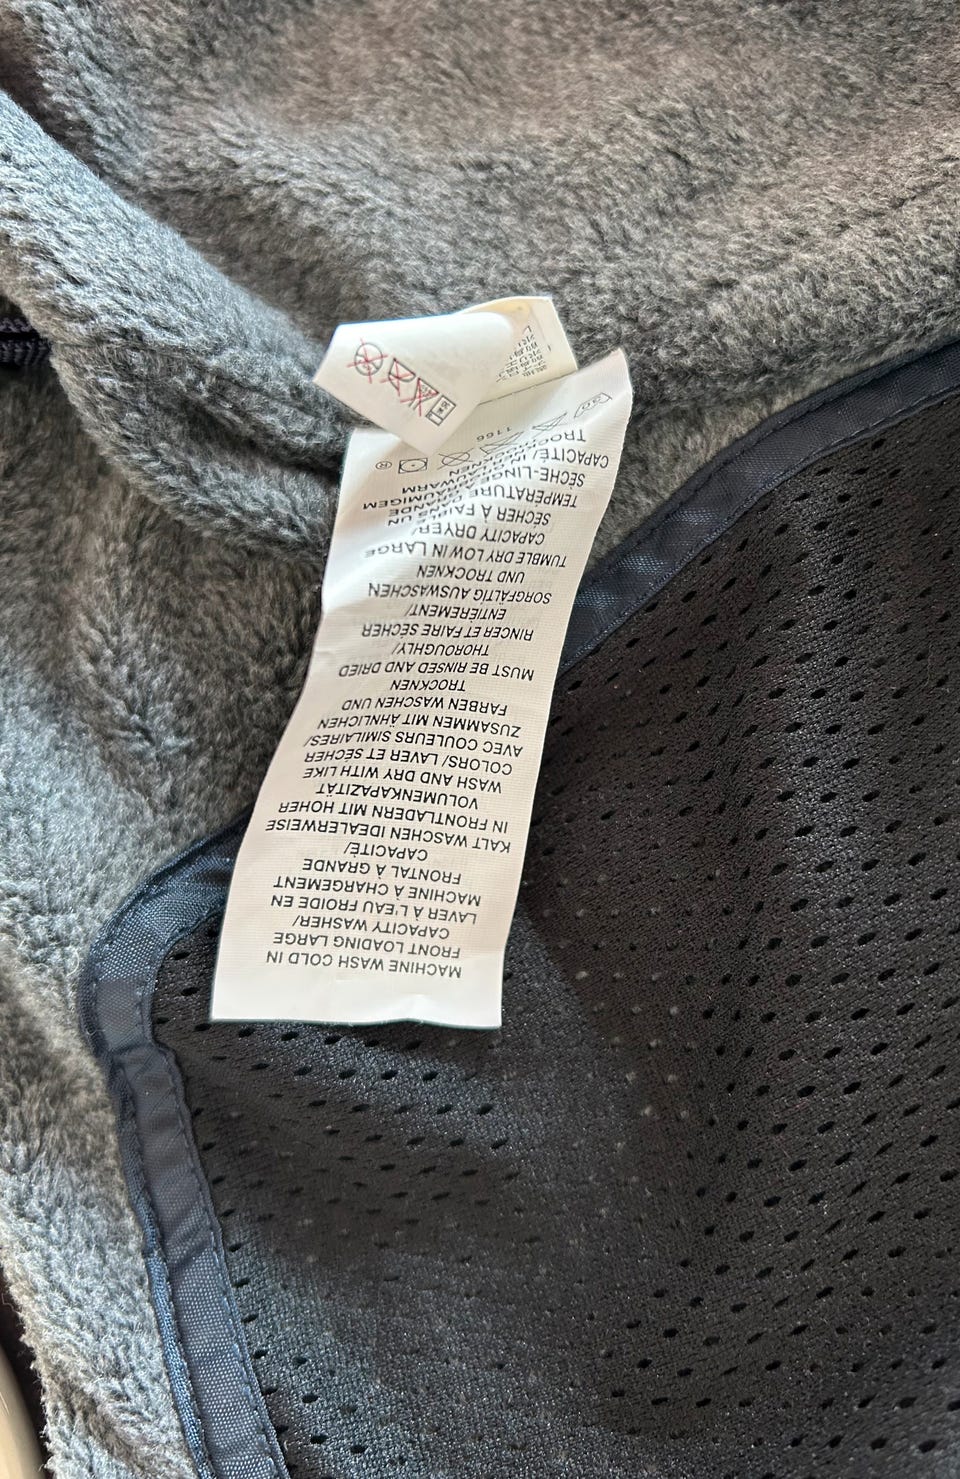 MACHINE WASH COLD IN
FRONT LOADING LARGE
CAPACITY WASHER/
LAVER À L'EAU FROIDE EN
MACHINE À CHARGEMENT
FRONTAL À GRANDE
CAPACITÉ/
KALT WASCHEN IDEALERWEISE
IN FRONTLADERN MIT HOHER
VOLUMENKAPAZITÄT
WASH AND DRY WITH LIKE
COLORS/ LAVER ET SÉCHER
AVEC COULEURS SIMILAIRES/
ZUSAMMEN MIT ÄHNLICHEN
FARBEN WASCHEN UND
TROCKNEN
MUST BE RINSED AND DRIED
THOROUGHLY/
RINCER ET FAIRE SÉCHER
ENTIÈREMENT/
SORGFÄLTIG AUSWASCHEN
UND TROCKNEN
TUMBLE DRY LOW IN LARGE
CAPACITY DRYER/
SÉCHER À FAIBLE
TEMPÉRATURE DANS UN
SÈCHE-LINGE
CAPACITÉ/
1166